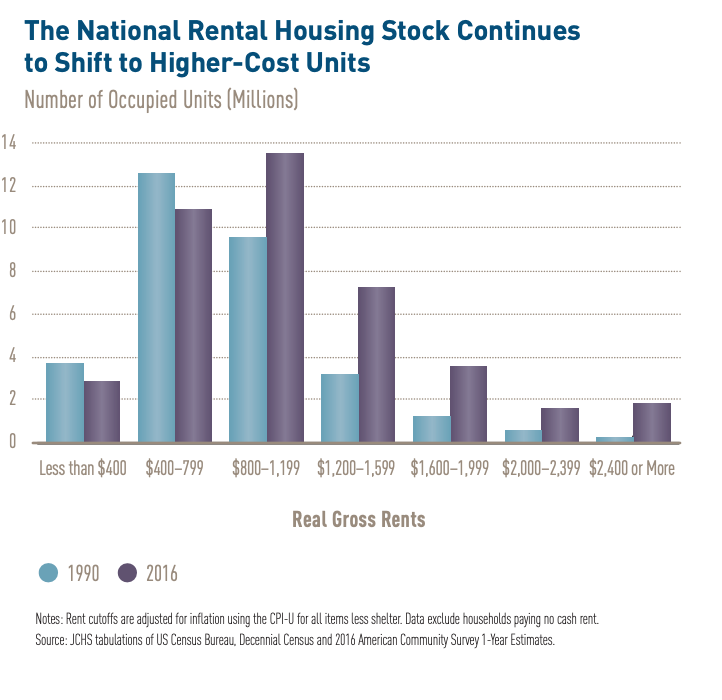 The National Rental Housing Stock Continues
to Shift to Higher-Cost Units
Number of Occupied Units (Millions)
14
12
10
8
6
4
2
0
Less than $400 $400–799 $800–1,199 $1,200–1,599 $1,600–1,999 $2,000–2,399 $2,400 or More
Real Gross Rents
1990 2016
Notes: Rent cutoffs are adjusted for inflation using the CPI-U for all items less shelter. Data exclude households paying no cash rent.
Source: JCHS tabulations of US Census Bureau, Decennial Census and 2016 American Community Survey 1-Year Estimates.